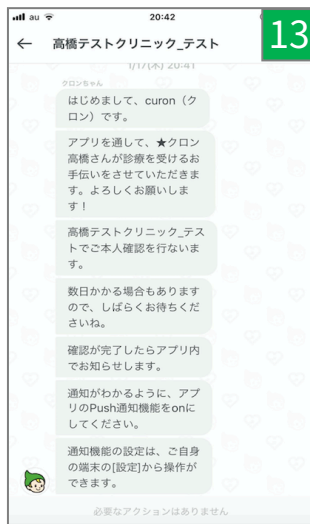 au
20:42
13
← 高橋テストクリニック_テスト
1/17(木) 20:41
クロンちゃん
はじめまして、curon（ク
ロン）です。
アプリを通して、★クロン
高橋さんが診療を受けるお
手伝いをさせていただきま
す。よろしくお願いしま
す！
高橋テストクリニック_テス
トでご本人確認を行ないま
す。
数日かかる場合もあります
ので、しばらくお待ちくだ
さいね。
確認が完了したらアプリ内
でお知らせします。
通知がわかるように、アプ
リのPush通知機能をonに
してください。
通知機能の設定は、ご自身
の端末の[設定]から操作が
できます。
必要なアクションはありません